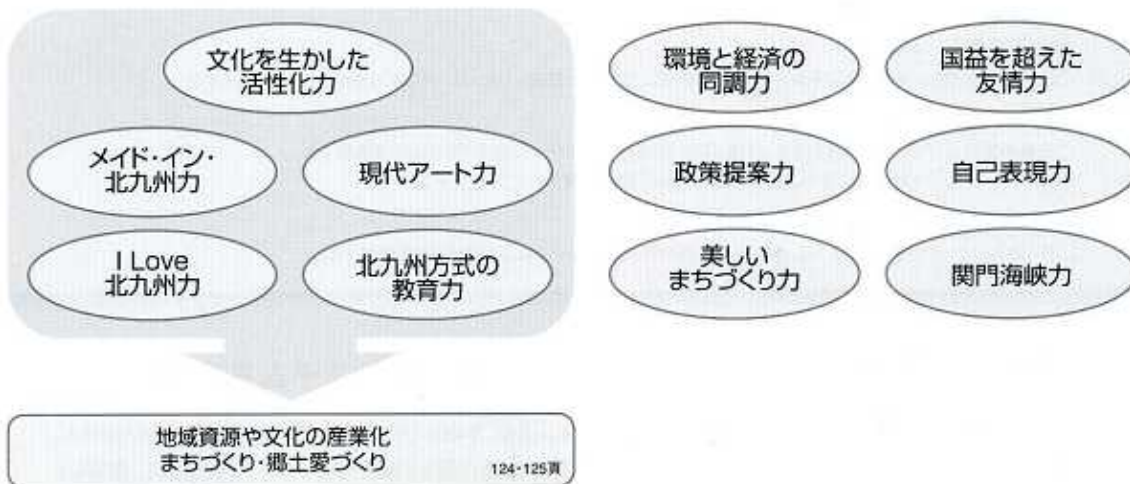 文化を生かした
活性化力
メイド・イン・
北九州力
現代アート力
I Love
北九州力
北九州方式の
教育力
環境と経済の
同調力
国益を超えた
友情力
政策提案力
自己表現力
美しい
まちづくり力
関門海峡力
地域資源や文化の産業化
まちづくり・郷土愛づくり
124・125頁